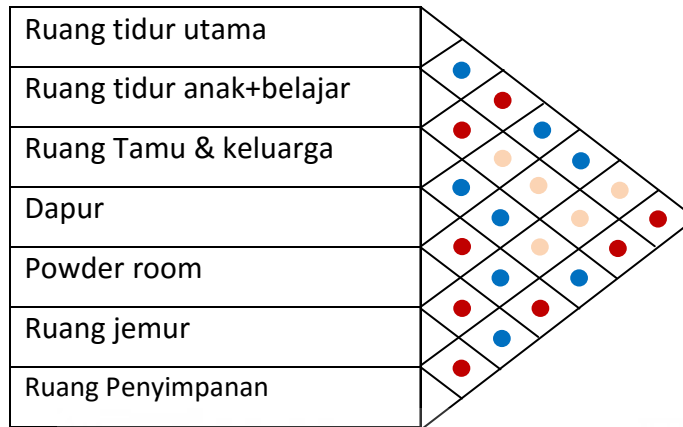 Ruang tidur utama
Ruang tidur anak+belajar
Ruang Tamu & keluarga
Dapur
Powder room
Ruang jemur
Ruang Penyimpanan